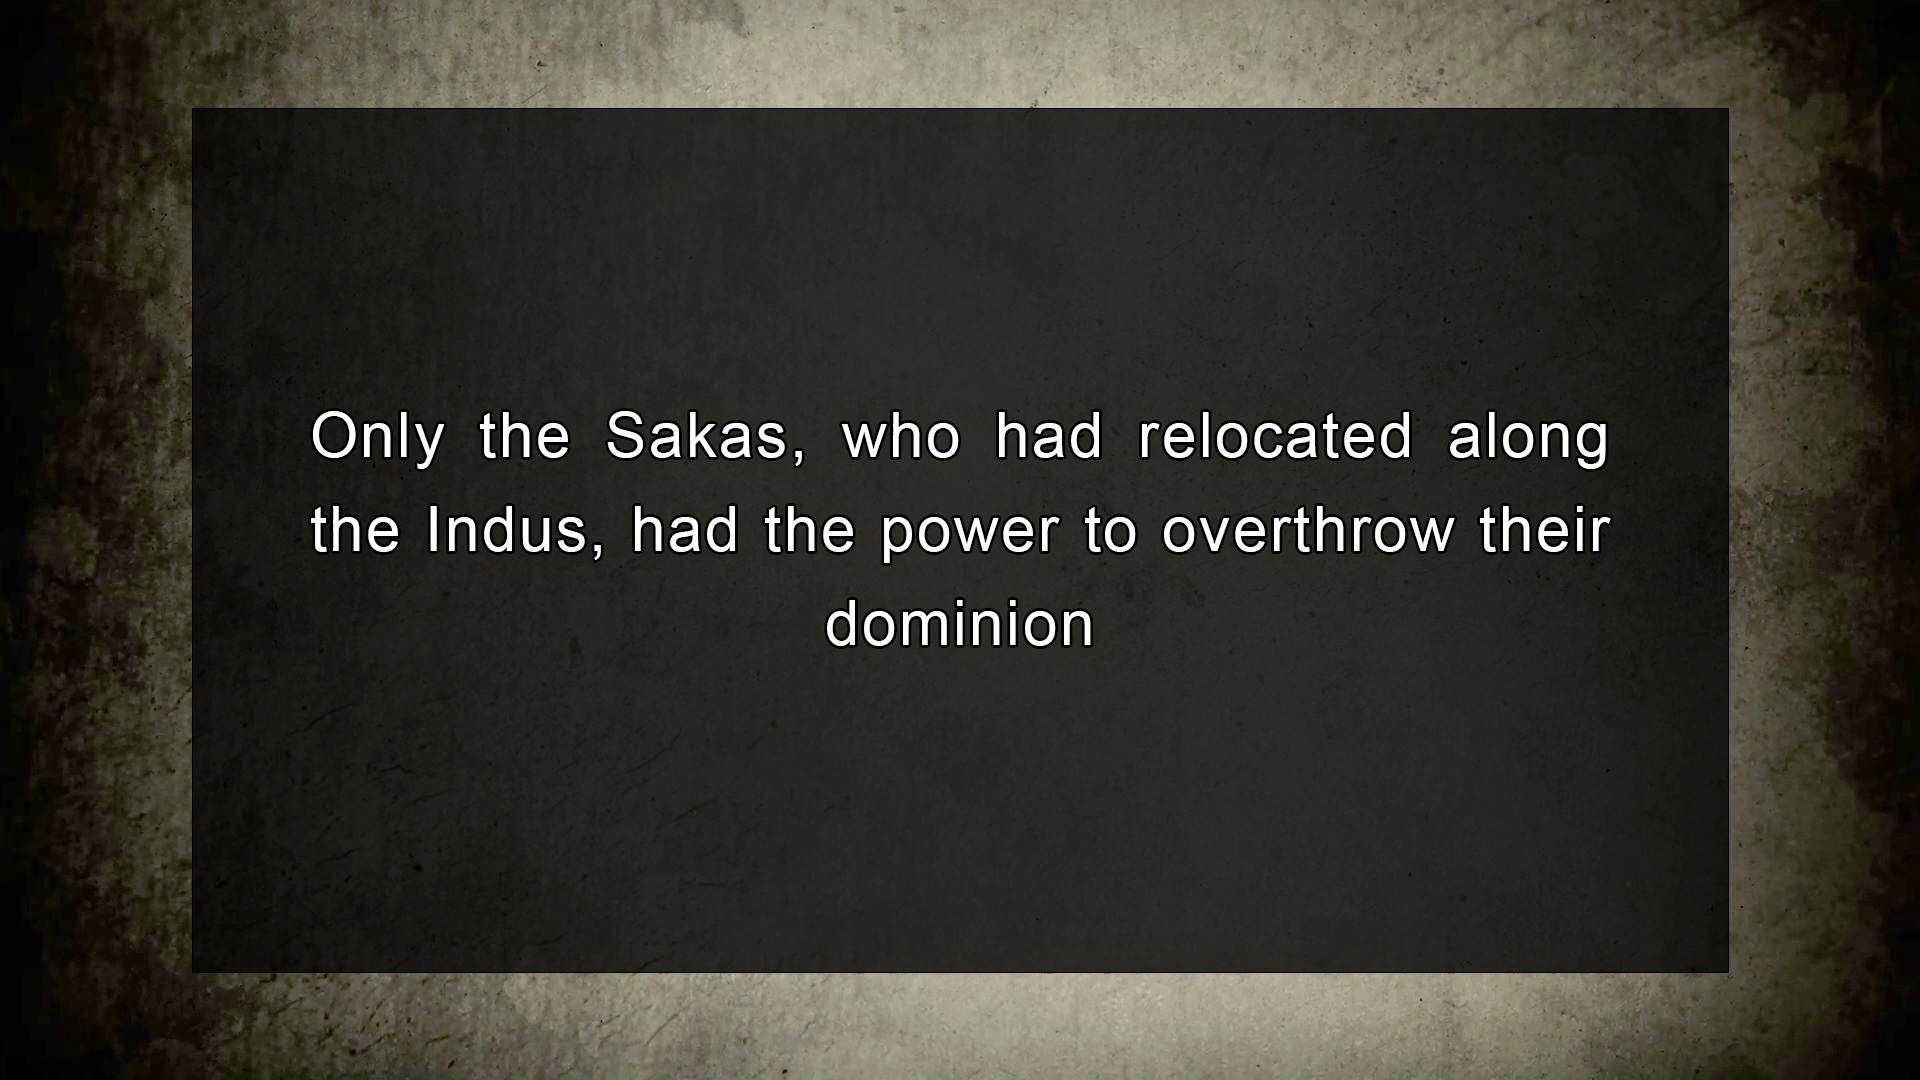 Only the Sakas, who had relocated along
the Indus, had the power to overthrow their
dominion